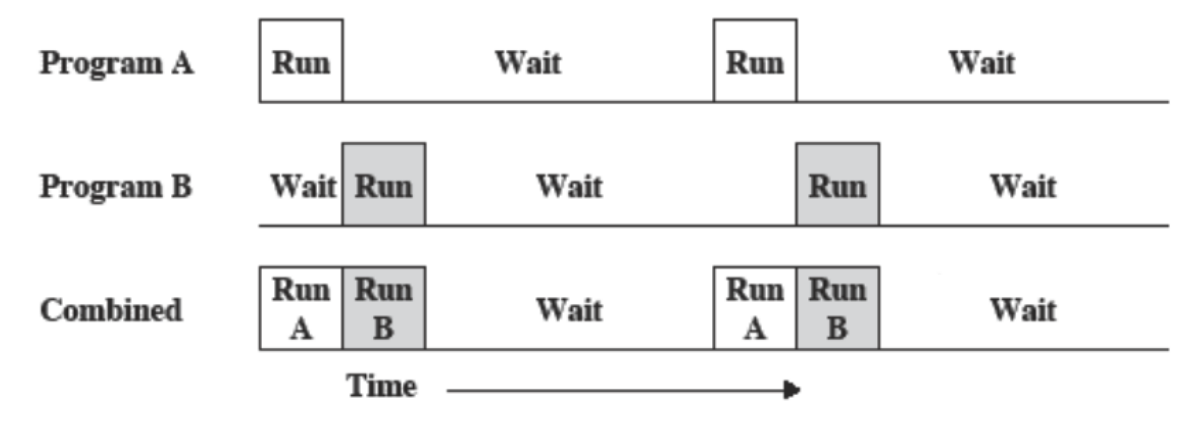 Program A Run Wait Run Wait
Program B Wait Run Wait Run Wait
Combined Run A Run B Wait Run A Run B Wait
Time